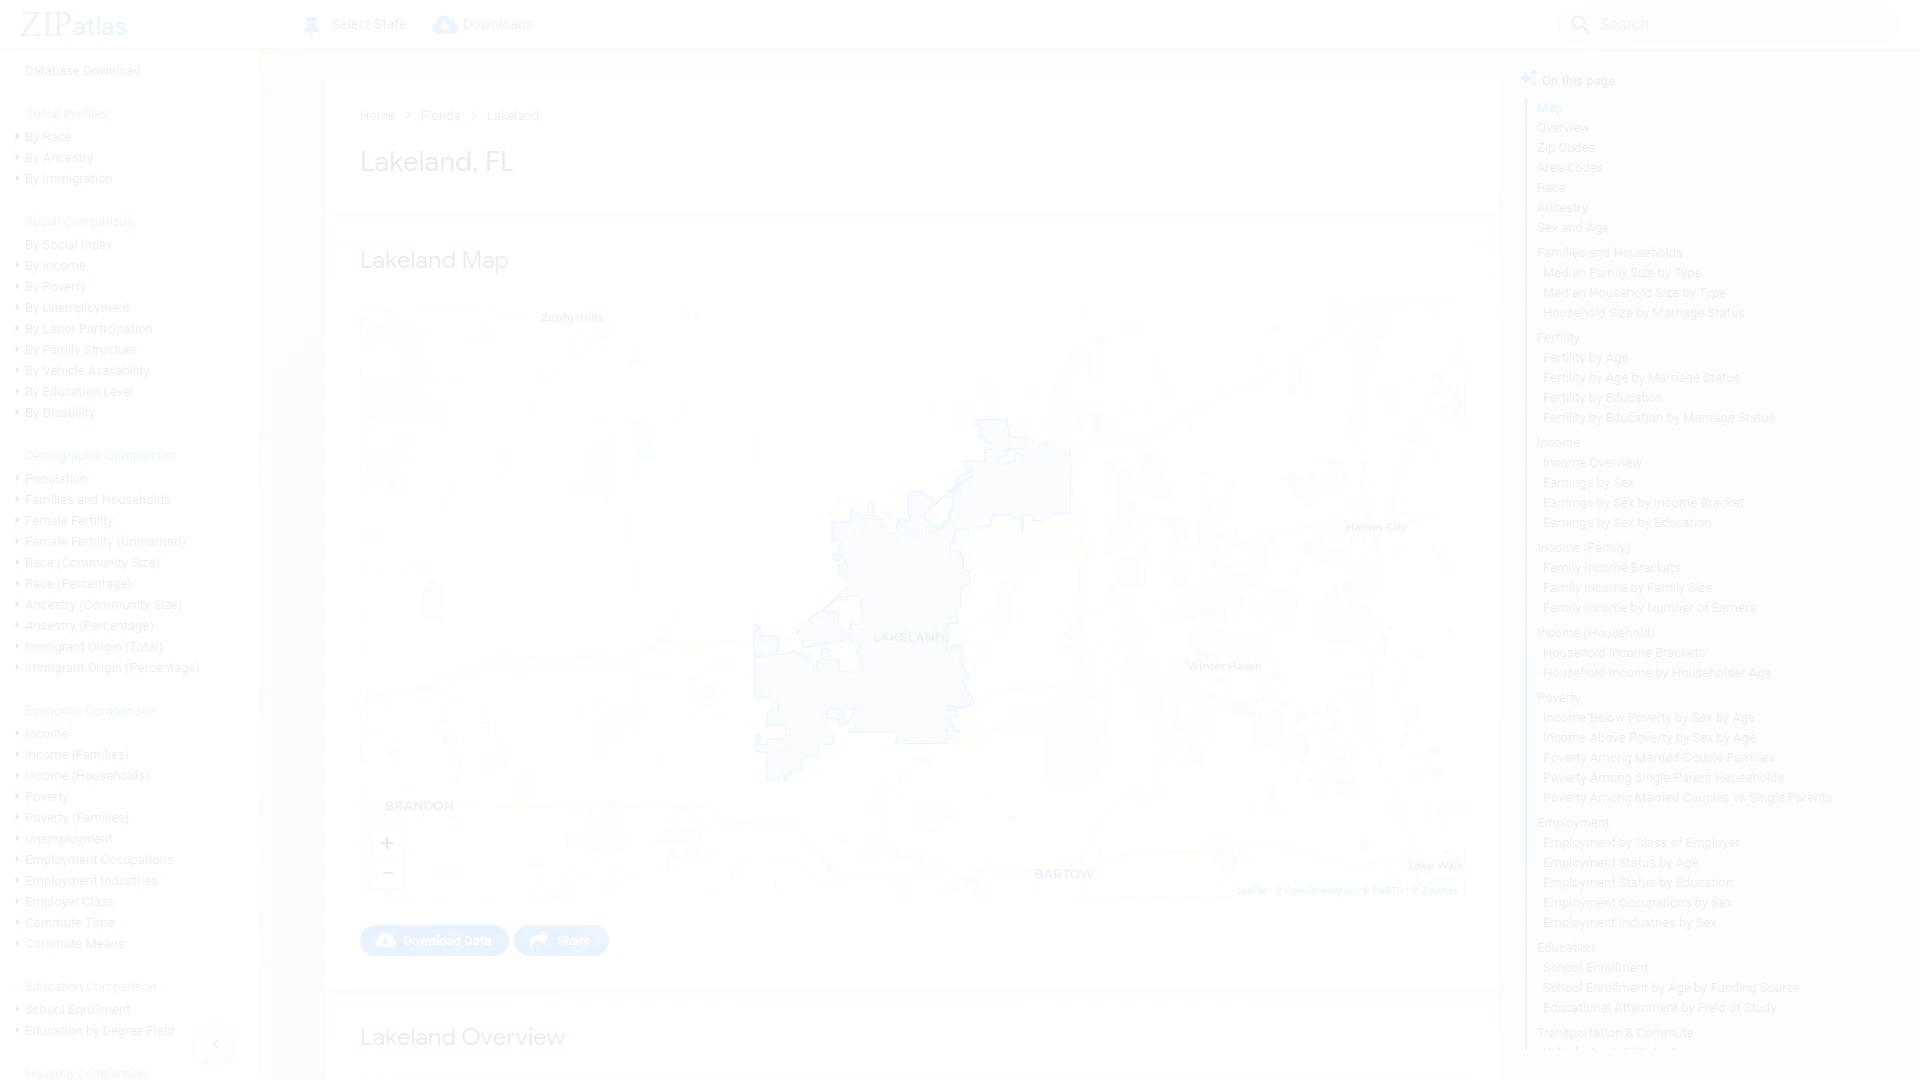 ZIPatlas
Select State
Downloads
Search
Database Download
Social Profiles
By Race
By Ancestry
By Immigration
Social Comparison
By Social Index
By Income
By Poverty
By Unemployment
By Labor Participation
By Family Structure
By Vehicle Availability
By Education Level
By Disability
Demographic Comparison
Population
Families and Households
Female Fertility
Female Fertility (Unmarried)
Race (Community Size)
Race (Percentage)
Ancestry (Community Size)
Ancestry (Percentage)
Immigrant Origin (Total)
Immigrant Origin (Percentage)
Economic Comparison
Income
Income (Families)
Income (Households)
Poverty
Poverty (Families)
Unemployment
Employment Occupations
Employment Industries
Employer Class
Commute Time
Commute Means
Education Comparison
School Enrollment
Education by Degree Field
Housing Comparison
Home > Florida > Lakeland
Lakeland, FL
Lakeland Map
Zephyrhills
Haines City
LAKELAND
Winter Haven
BRANDON
BARTOW
Lake Wale
+
−
Leaflet | © OpenStreetMap | © CARTO | © ZipAtlas
Download Data
Share
Lakeland Overview
On this page
Map
Overview
Zip Codes
Area Codes
Race
Ancestry
Sex and Age
Families and Households
Median Family Size by Type
Median Household Size by Type
Household Size by Marriage Status
Fertility
Fertility by Age
Fertility by Age by Marriage Status
Fertility by Education
Fertility by Education by Marriage Status
Income
Income Overview
Earnings by Sex
Earnings by Sex by Income Bracket
Earnings by Sex by Education
Income (Family)
Family Income Brackets
Family Income by Family Size
Family Income by Number of Earners
Income (Household)
Household Income Brackets
Household Income by Householder Age
Poverty
Income Below Poverty by Sex by Age
Income Above Poverty by Sex by Age
Poverty Among Married-Couple Families
Poverty Among Single-Parent Households
Poverty Among Married Couples vs Single Parents
Employment
Employment by Class of Employer
Employment Status by Age
Employment Status by Education
Employment Occupations by Sex
Employment Industries by Sex
Education
School Enrollment
School Enrollment by Age by Funding Source
Educational Attainment by Field of Study
Transportation & Commute